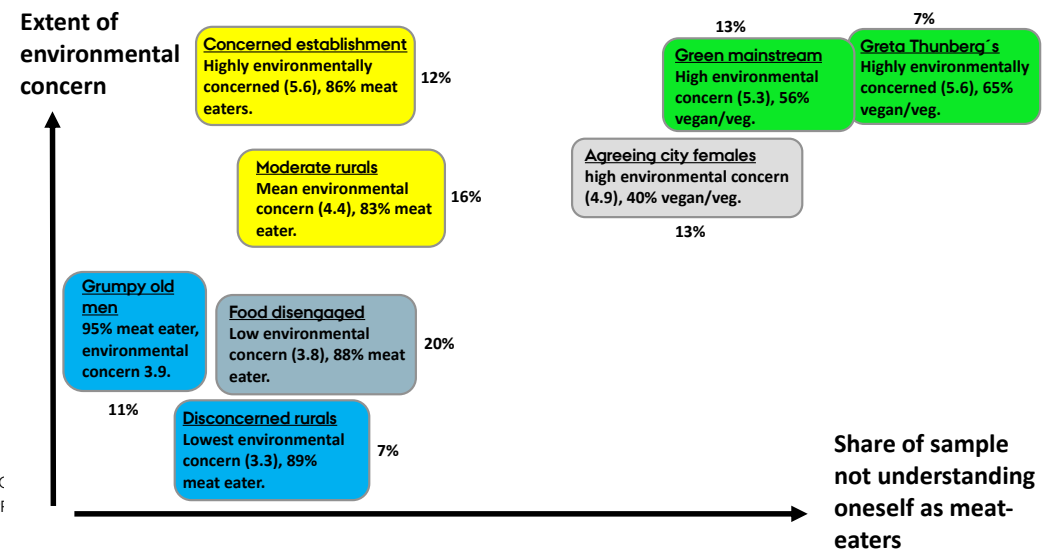 Extent of
environmental
concern
Concerned establishment
Highly environmentally
concerned (5.6), 86% meat
eaters.
12%
13%
Green mainstream
High environmental
concern (5.3), 56%
vegan/veg.
7%
Greta Thunberg´s
Highly environmentally
concerned (5.6), 65%
vegan/veg.
Moderate rurals
Mean environmental
concern (4.4), 83% meat
eater.
16%
Agreeing city females
high environmental concern
(4.9), 40% vegan/veg.
13%
Grumpy old
men
95% meat eater,
environmental
concern 3.9.
11%
Food disengaged
Low environmental
concern (3.8), 88% meat
eater.
20%
Disconcerned rurals
Lowest environmental
concern (3.3), 89%
meat eater.
7%
Share of sample
not understanding
oneself as meat-
eaters